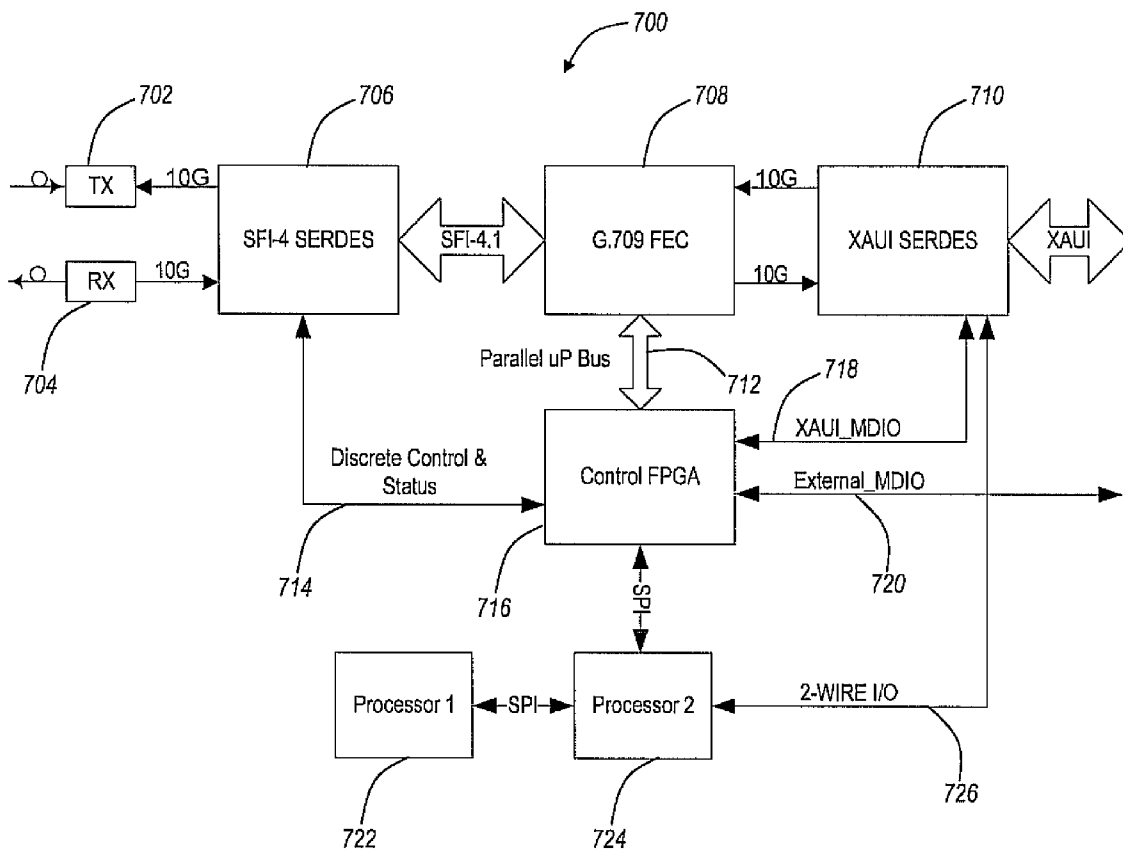 700
702
706
708
710
TX
10G
SFI-4 SERDES
SFI-4.1
G.709 FEC
10G
XAUI SERDES
XAUI
RX
10G
10G
704
Parallel uP Bus
712
718
XAUI_MDIO
Discrete Control &
Status
Control FPGA
External_MDIO
714
716
720
SPI
Processor 1
SPI
Processor 2
2-WIRE I/O
722
724
726